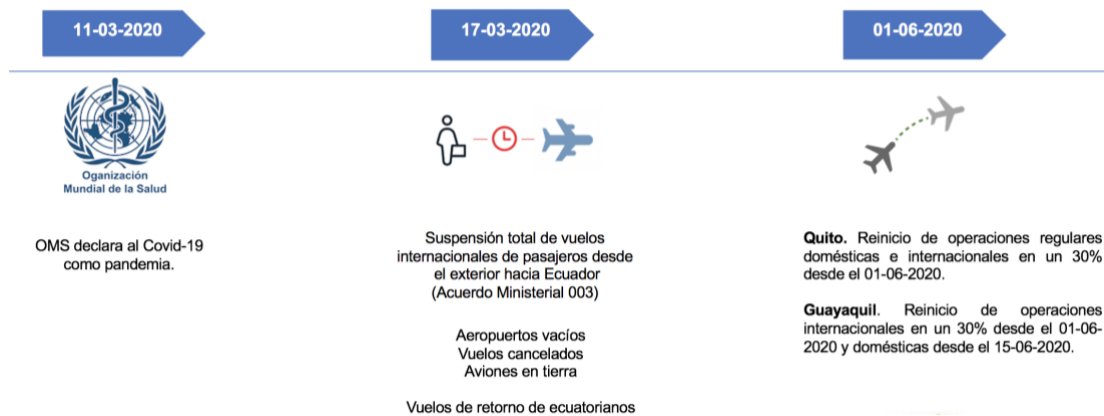 11-03-2020
17-03-2020
01-06-2020
Oganización
Mundial de la Salud
OMS declara al Covid-19
como pandemia.
Suspensión total de vuelos
internacionales de pasajeros desde
el exterior hacia Ecuador
(Acuerdo Ministerial 003)
Aeropuertos vacíos
Vuelos cancelados
Aviones en tierra
Vuelos de retorno de ecuatorianos
Quito. Reinicio de operaciones regulares
domésticas e internacionales en un 30%
desde el 01-06-2020.
Guayaquil. Reinicio de operaciones
internacionales en un 30% desde el 01-06-
2020 y domésticas desde el 15-06-2020.